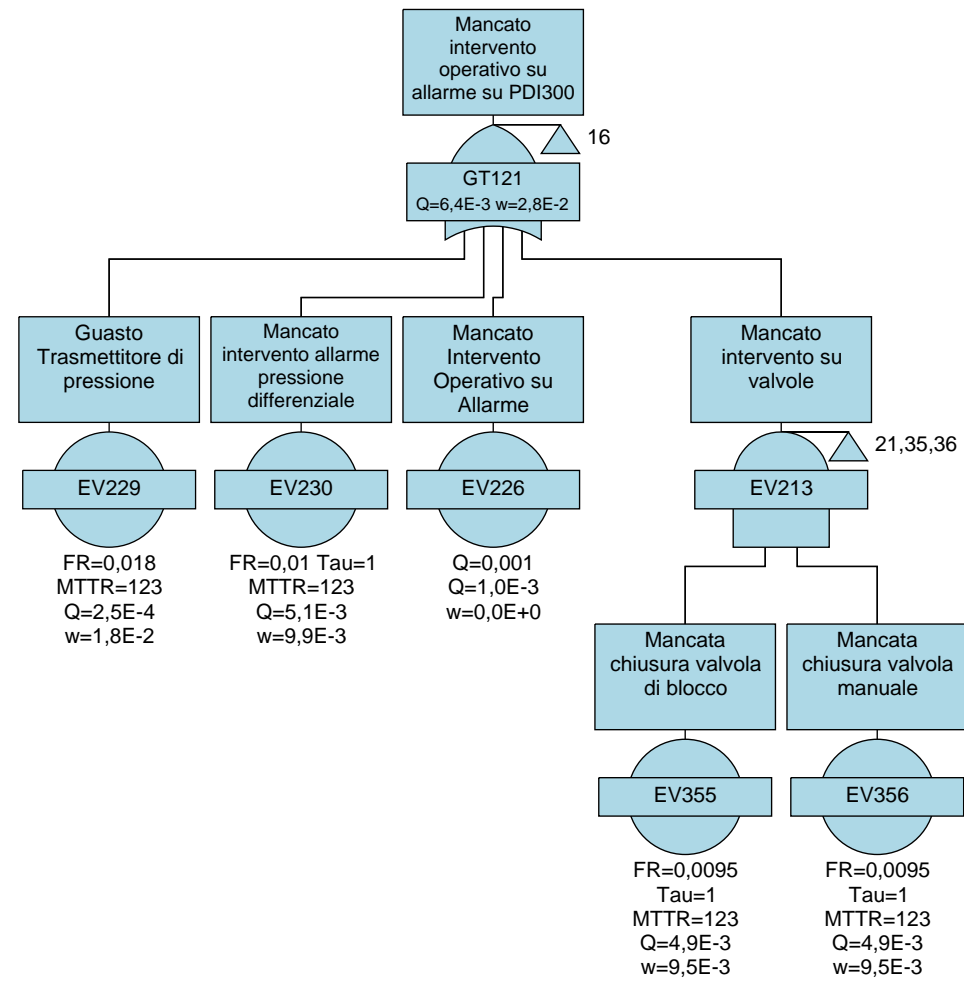 Mancato
intervento
operativo su
allarme su PDI300
16
GT121
Q=6,4E-3 w=2,8E-2
Guasto
Trasmettitore di
pressione
Mancato
intervento allarme
pressione
differenziale
Mancato
Intervento
Operativo su
Allarme
Mancato
intervento su
valvole
21,35,36
EV229
EV230
EV226
EV213
FR=0,018
MTTR=123
Q=2,5E-4
w=1,8E-2
FR=0,01 Tau=1
MTTR=123
Q=5,1E-3
w=9,9E-3
Q=0,001
Q=1,0E-3
w=0,0E+0
Mancata
chiusura valvola
di blocco
Mancata
chiusura valvola
manuale
EV355
EV356
FR=0,0095
Tau=1
MTTR=123
Q=4,9E-3
w=9,5E-3
FR=0,0095
Tau=1
MTTR=123
Q=4,9E-3
w=9,5E-3